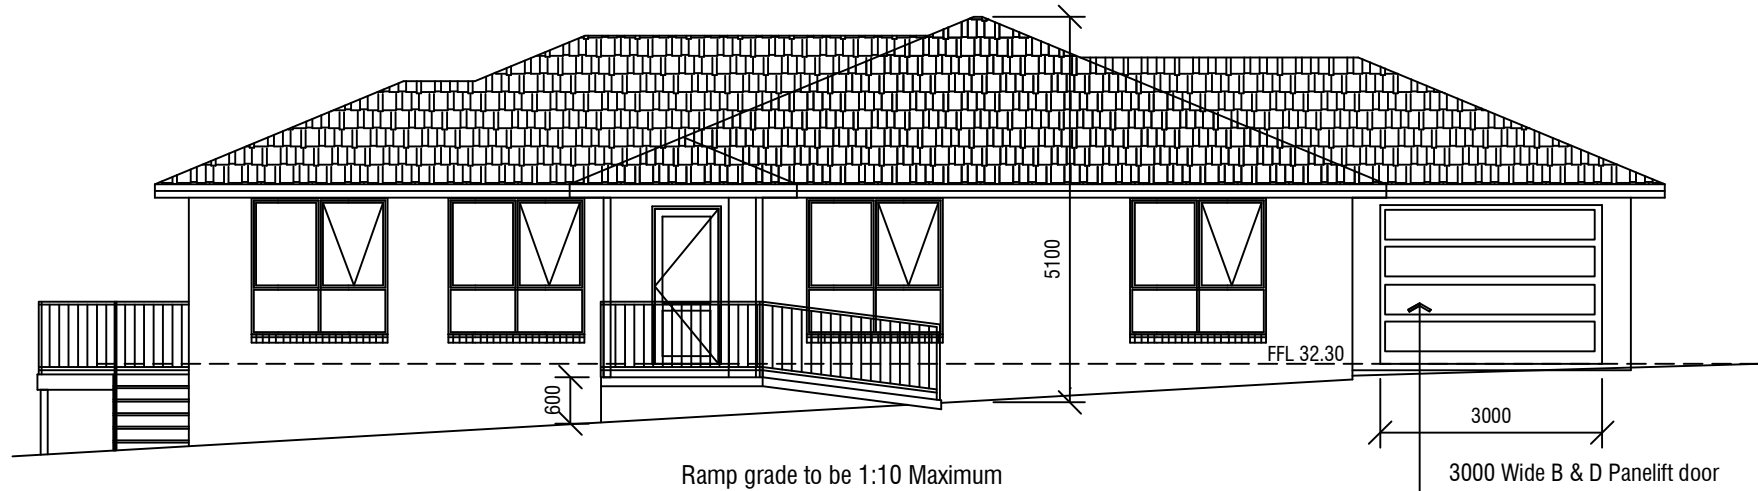 5100
FFL 32.30
600
3000
Ramp grade to be 1:10 Maximum
3000 Wide B & D Panelift door